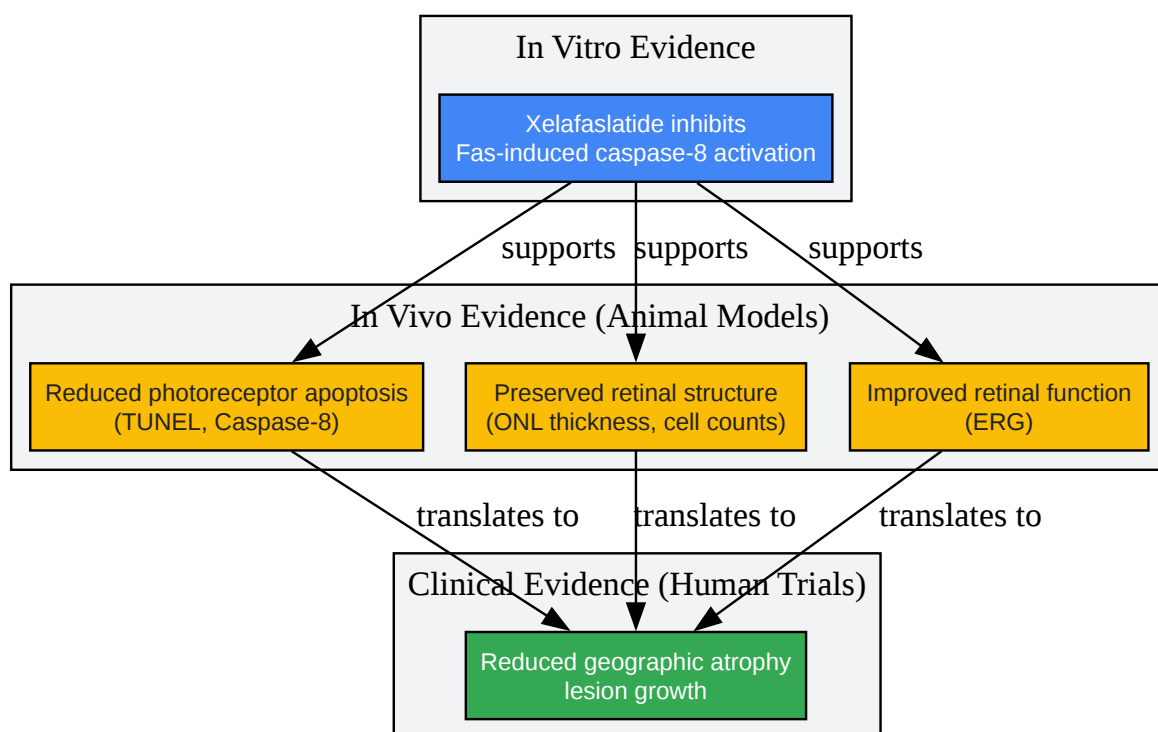 In Vitro Evidence
Xelafaslatide inhibits
Fas-induced caspase-8 activation
supports
supports
supports
In Vivo Evidence (Animal Models)
Reduced photoreceptor apoptosis
(TUNEL, Caspase-8)
Preserved retinal structure
(ONL thickness, cell counts)
Improved retinal function
(ERG)
translates to
translates to
translates to
Clinical Evidence (Human Trials)
Reduced geographic atrophy
lesion growth